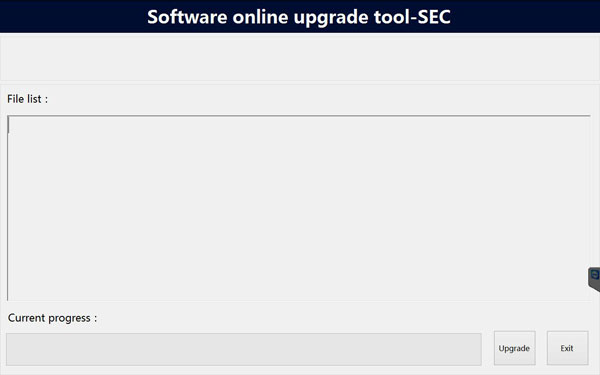 Software online upgrade tool-SEC
File list :
Current progress :
Upgrade
Exit